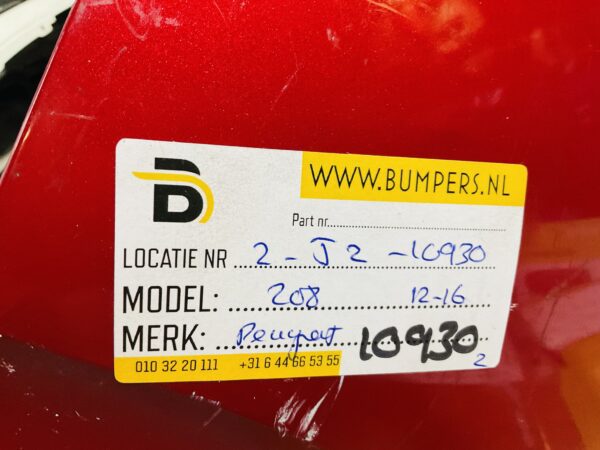 B
WWW.BUMPERS.NL
Part nr.
LOCATIE NR 2-J2-10930
MODEL: 208 12-16
MERK: Peugeot 10930
2
010 32 20 111 +31 6 44 66 53 55